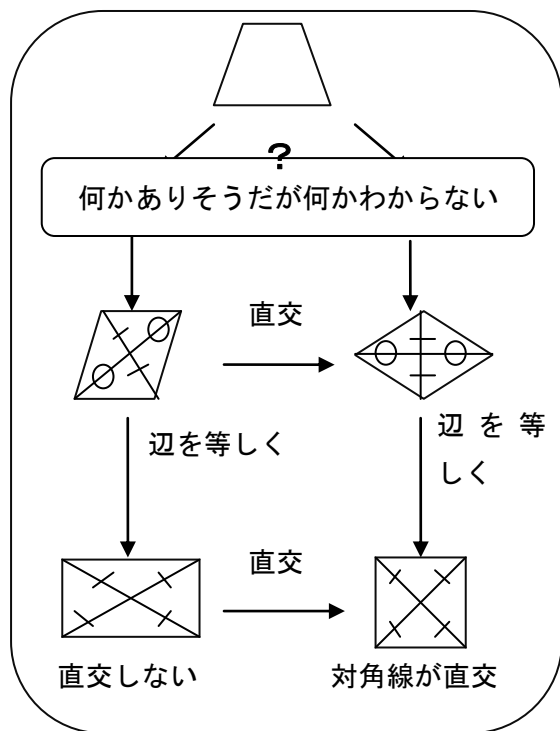 ?
何かありそうだが何かわからない
直交
辺を等しく
辺を等
しく
直交
直交しない
対角線が直交